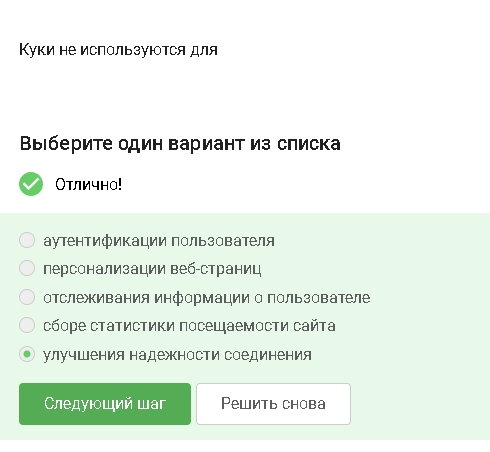 Куки не используются для
Выберите один вариант из списка
Отлично!
аутентификации пользователя
персонализации веб-страниц
отслеживания информации о пользователе
сборе статистики посещаемости сайта
улучшения надежности соединения
Следующий шаг
Решить снова